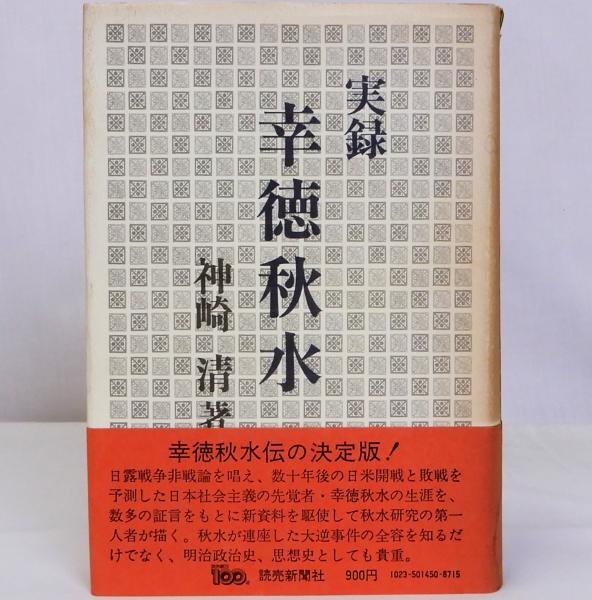 実録
幸徳秋水
神崎 清著
幸徳秋水伝の決定版！
日露戦争非戦論を唱え、数十年後の日米開戦と敗戦を
予測した日本社会主義の先覚者・幸徳秋水の生涯を、
数多の証言をもとに新資料を駆使して秋水研究の第一
人者が描く。秋水が連座した大逆事件の全容を知るだ
けでなく、明治政治史、思想史としても貴重。
100 読売新聞社 900円 1023-501450-8715